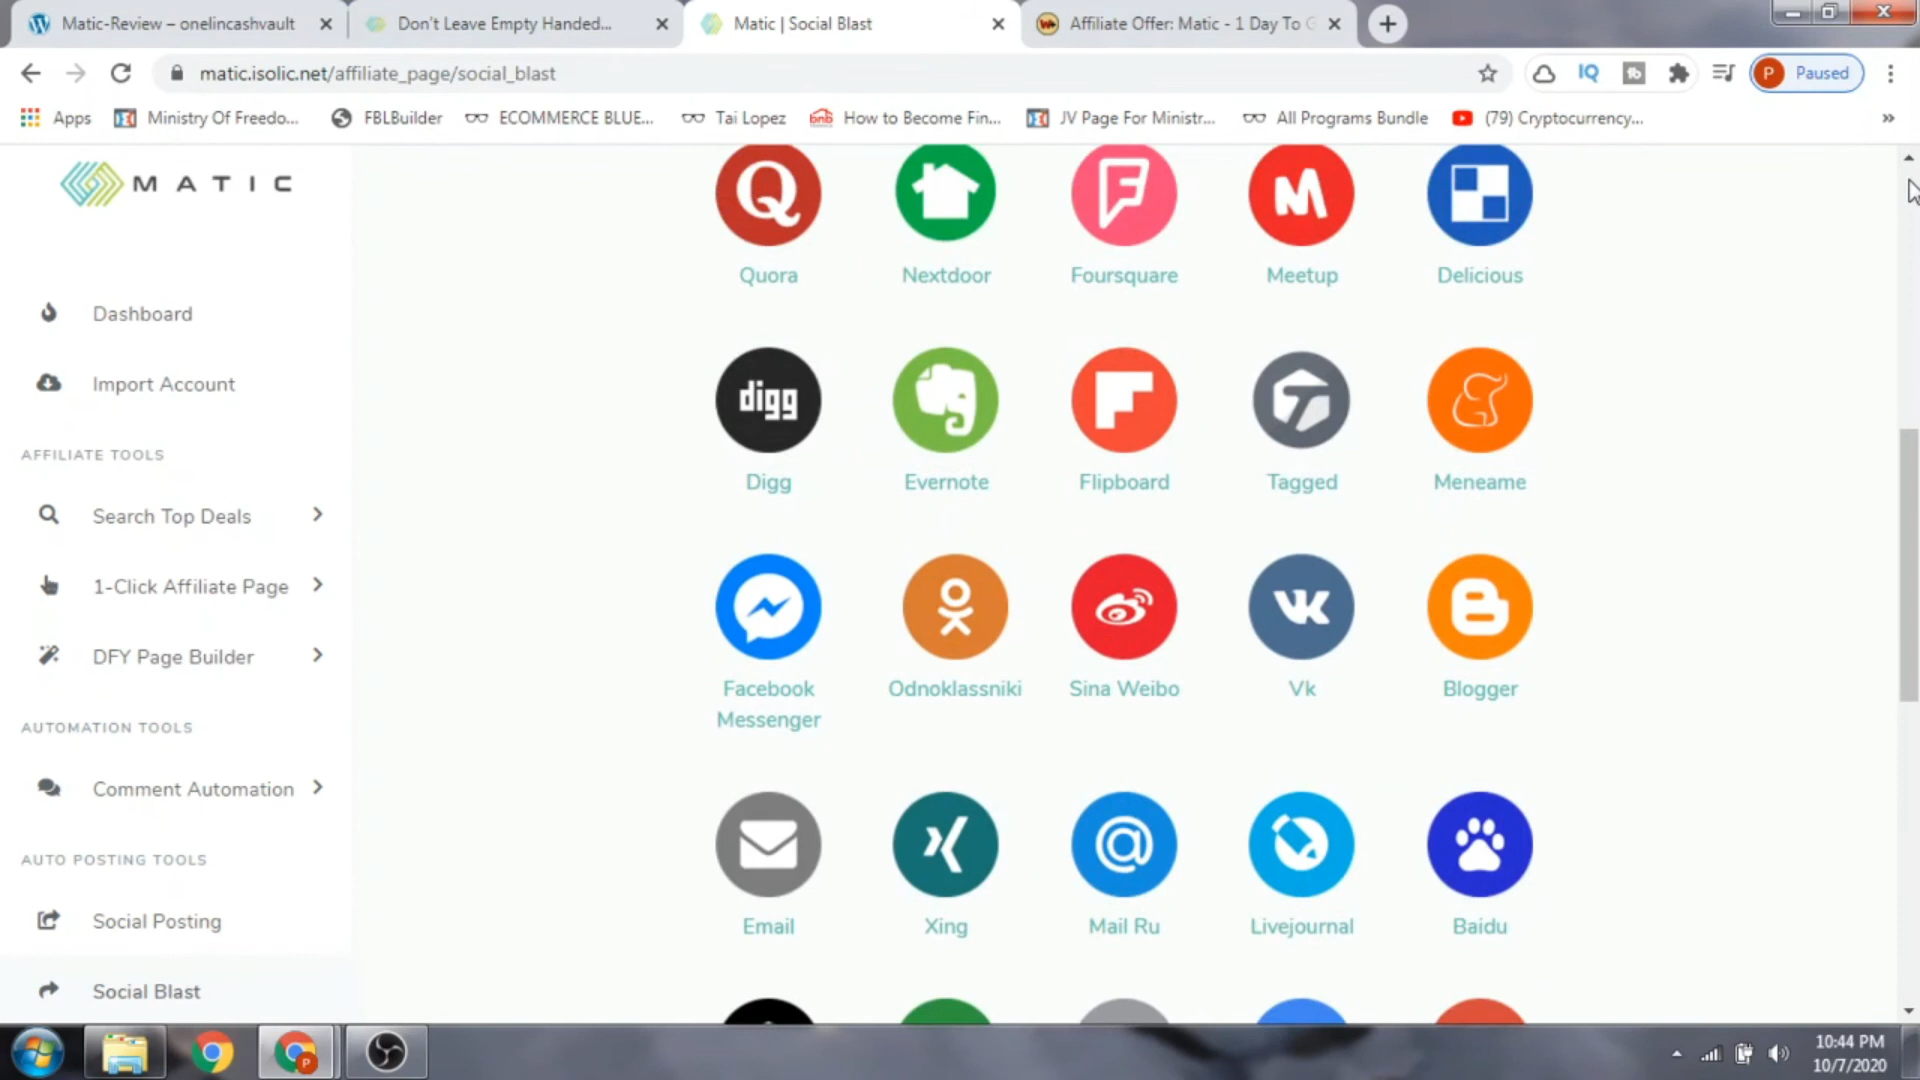 Matic-Review – onelincashvault
Don't Leave Empty Handed...
Matic | Social Blast
Affiliate Offer: Matic - 1 Day To G
matic.isolic.net/affiliate_page/social_blast
IQ
tb
P Paused
Apps
Ministry Of Freedo...
FBLBuilder
ECOMMERCE BLUE...
Tai Lopez
bnb
How to Become Fin...
JV Page For Ministr...
All Programs Bundle
(79) Cryptocurrency...
»
MATIC
Dashboard
Import Account
AFFILIATE TOOLS
Search Top Deals
1-Click Affiliate Page
DFY Page Builder
AUTOMATION TOOLS
Comment Automation
AUTO POSTING TOOLS
Social Posting
Social Blast
Quora
Nextdoor
Foursquare
Meetup
Delicious
digg
Digg
Evernote
Flipboard
Tagged
Meneame
Facebook
Messenger
Odnoklassniki
Sina Weibo
Vk
Blogger
Email
Xing
Mail Ru
Livejournal
Baidu
10:44 PM
10/7/2020